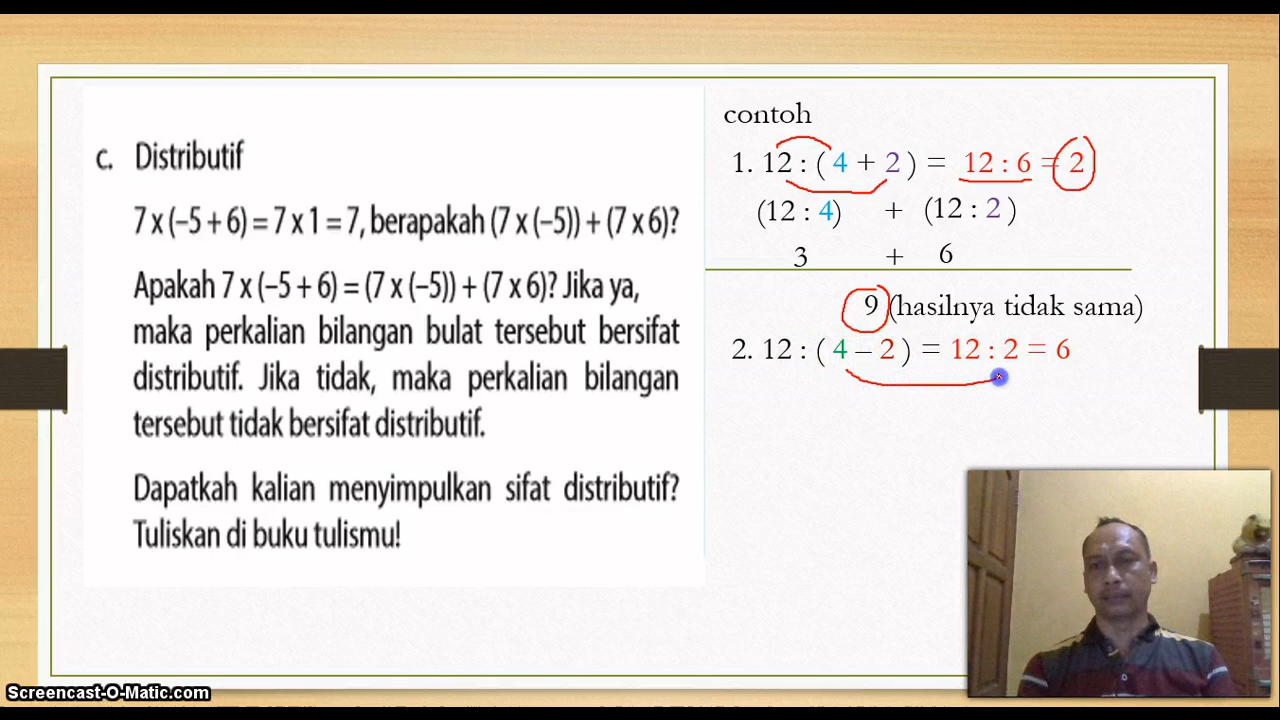 c. Distributif
7 x (–5 + 6) = 7 x 1 = 7, berapakah (7 x (–5)) + (7 x 6)?
Apakah 7 x (–5 + 6) = (7 x (–5)) + (7 x 6)? Jika ya,
maka perkalian bilangan bulat tersebut bersifat
distributif. Jika tidak, maka perkalian bilangan
tersebut tidak bersifat distributif.
Dapatkah kalian menyimpulkan sifat distributif?
Tuliskan di buku tulismu!
contoh
1. 12 : ( 4 + 2 ) = 12 : 6 = 2
(12 : 4) + (12 : 2 )
3 + 6
9 (hasilnya tidak sama)
2. 12 : ( 4 – 2 ) = 12 : 2 = 6
Screencast-O-Matic.com